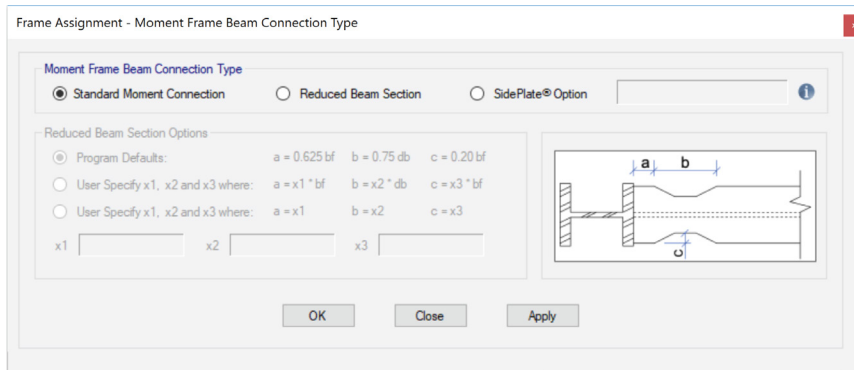 Frame Assignment - Moment Frame Beam Connection Type
Moment Frame Beam Connection Type
Standard Moment Connection Reduced Beam Section SidePlate® Option
Reduced Beam Section Options
Program Defaults: a = 0.625 bf b = 0.75 db c = 0.20 bf
User Specify x1, x2 and x3 where: a = x1 * bf b = x2 * db c = x3 * bf
User Specify x1, x2 and x3 where: a = x1 b = x2 c = x3
x1 x2 x3
a b
c
OK Close Apply